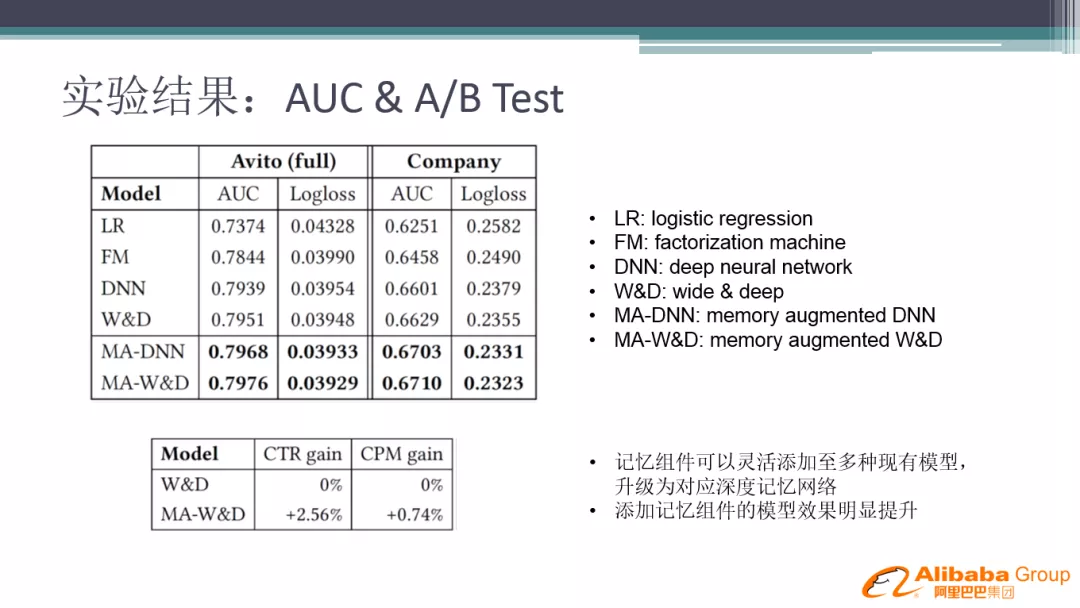 实验结果：AUC & A/B Test
Avito (full) Company
Model AUC Logloss AUC Logloss
LR 0.7374 0.04328 0.6251 0.2582
FM 0.7844 0.03990 0.6458 0.2490
DNN 0.7939 0.03954 0.6601 0.2379
W&D 0.7951 0.03948 0.6629 0.2355
MA-DNN 0.7968 0.03933 0.6703 0.2331
MA-W&D 0.7976 0.03929 0.6710 0.2323
• LR: logistic regression
• FM: factorization machine
• DNN: deep neural network
• W&D: wide & deep
• MA-DNN: memory augmented DNN
• MA-W&D: memory augmented W&D
Model CTR gain CPM gain
W&D 0% 0%
MA-W&D +2.56% +0.74%
• 记忆组件可以灵活添加至多种现有模型，
升级为对应深度记忆网络
• 添加记忆组件的模型效果明显提升
Alibaba Group
阿里巴巴集团